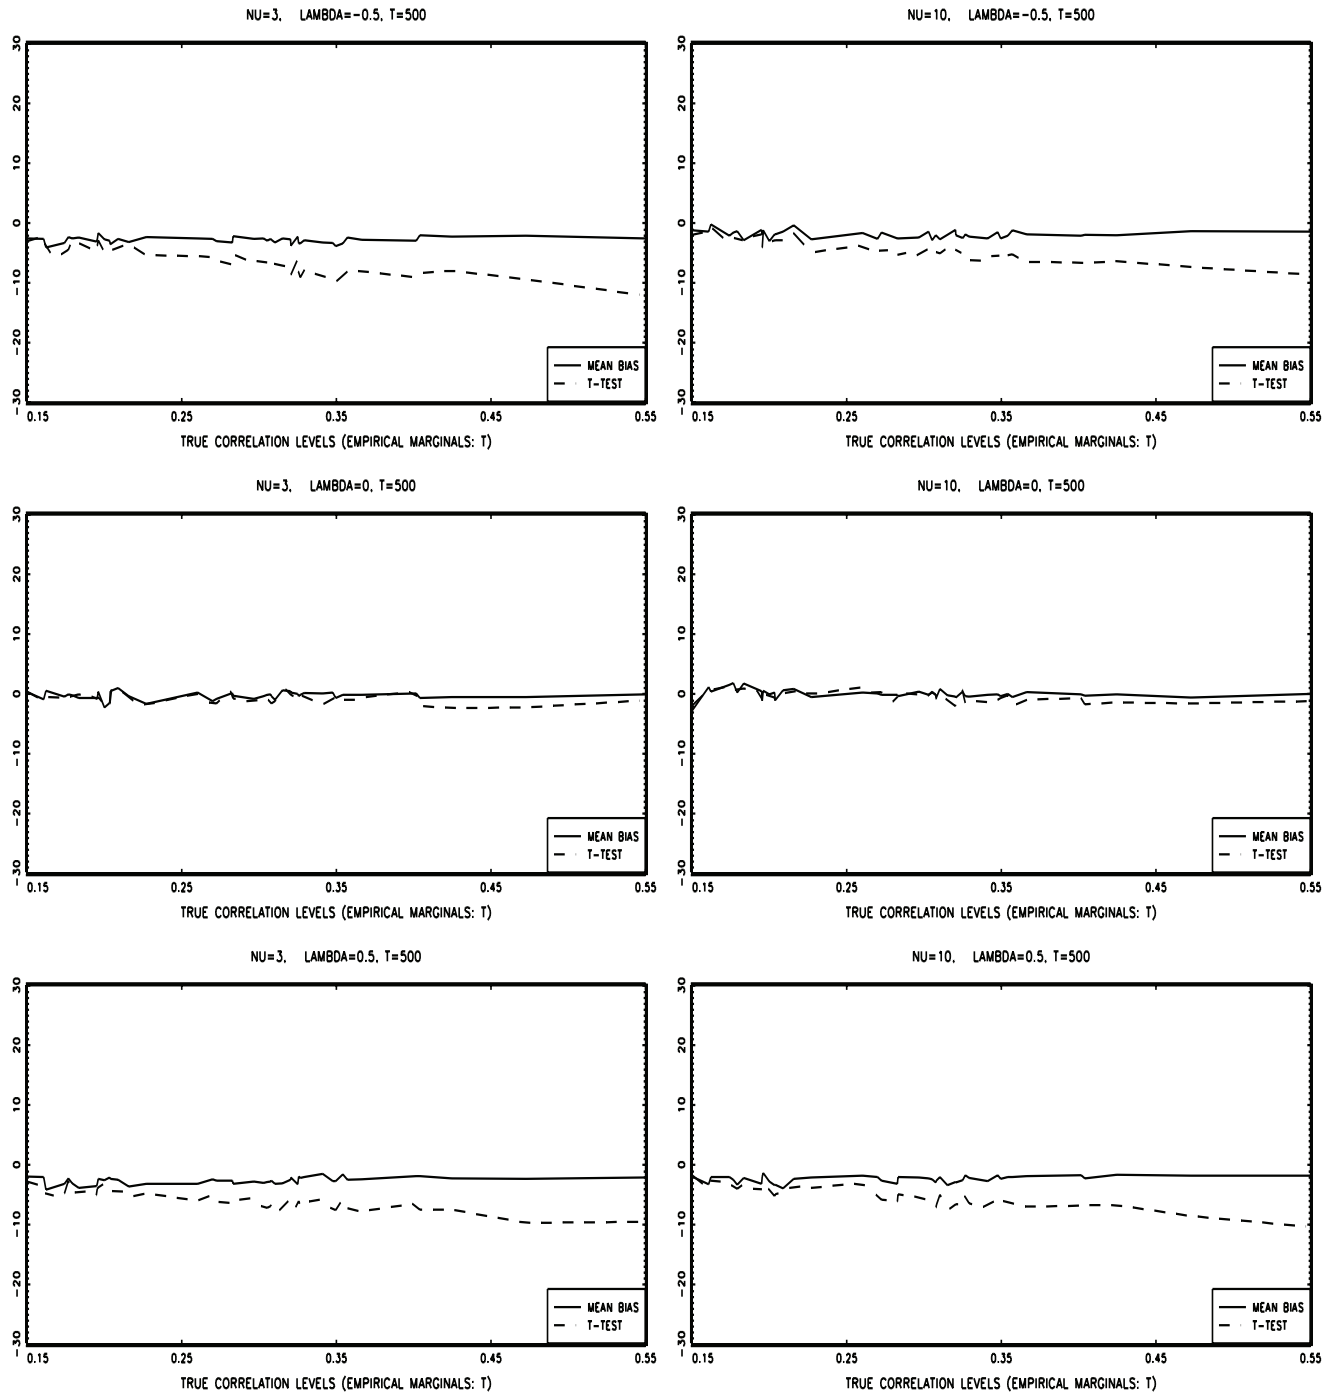 NU=3, LAMBDA=-0.5, T=500
30
20
10
0
-10
-20
-30
MEAN BIAS
T-TEST
0.15 0.25 0.35 0.45 0.55
TRUE CORRELATION LEVELS (EMPIRICAL MARGINALS: T)
NU=10, LAMBDA=-0.5, T=500
30
20
10
0
-10
-20
-30
MEAN BIAS
T-TEST
0.15 0.25 0.35 0.45 0.55
TRUE CORRELATION LEVELS (EMPIRICAL MARGINALS: T)
NU=3, LAMBDA=0, T=500
30
20
10
0
-10
-20
-30
MEAN BIAS
T-TEST
0.15 0.25 0.35 0.45 0.55
TRUE CORRELATION LEVELS (EMPIRICAL MARGINALS: T)
NU=10, LAMBDA=0, T=500
30
20
10
0
-10
-20
-30
MEAN BIAS
T-TEST
0.15 0.25 0.35 0.45 0.55
TRUE CORRELATION LEVELS (EMPIRICAL MARGINALS: T)
NU=3, LAMBDA=0.5, T=500
30
20
10
0
-10
-20
-30
MEAN BIAS
T-TEST
0.15 0.25 0.35 0.45 0.55
TRUE CORRELATION LEVELS (EMPIRICAL MARGINALS: T)
NU=10, LAMBDA=0.5, T=500
30
20
10
0
-10
-20
-30
MEAN BIAS
T-TEST
0.15 0.25 0.35 0.45 0.55
TRUE CORRELATION LEVELS (EMPIRICAL MARGINALS: T)